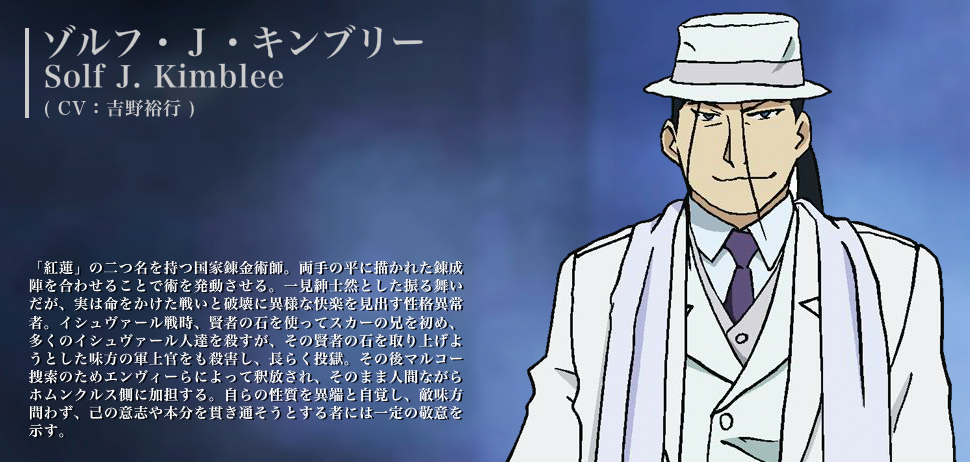 ゾルフ・J・キンブリー
Solf J. Kimblee
( CV：吉野裕行 )
「紅蓮」の二つ名を持つ国家錬金術師。両手の平に描かれた錬成
陣を合わせることで術を発動させる。一見紳士然とした振る舞い
だが、実は命をかけた戦いと破壊に異様な快楽を見出す性格異常
者。イシュヴァール戦時、賢者の石を使ってスカーの兄を初め、
多くのイシュヴァール人達を殺すが、その賢者の石を取り上げよ
うとした味方の軍上官をも殺害し、長らく投獄。その後マルコー
捜索のためエンヴィーらによって釈放され、そのまま人間ながら
ホムンクルス側に加担する。自らの性質を異端と自覚し、敵味方
問わず、己の意志や本分を貫き通そうとする者には一定の敬意を
示す。